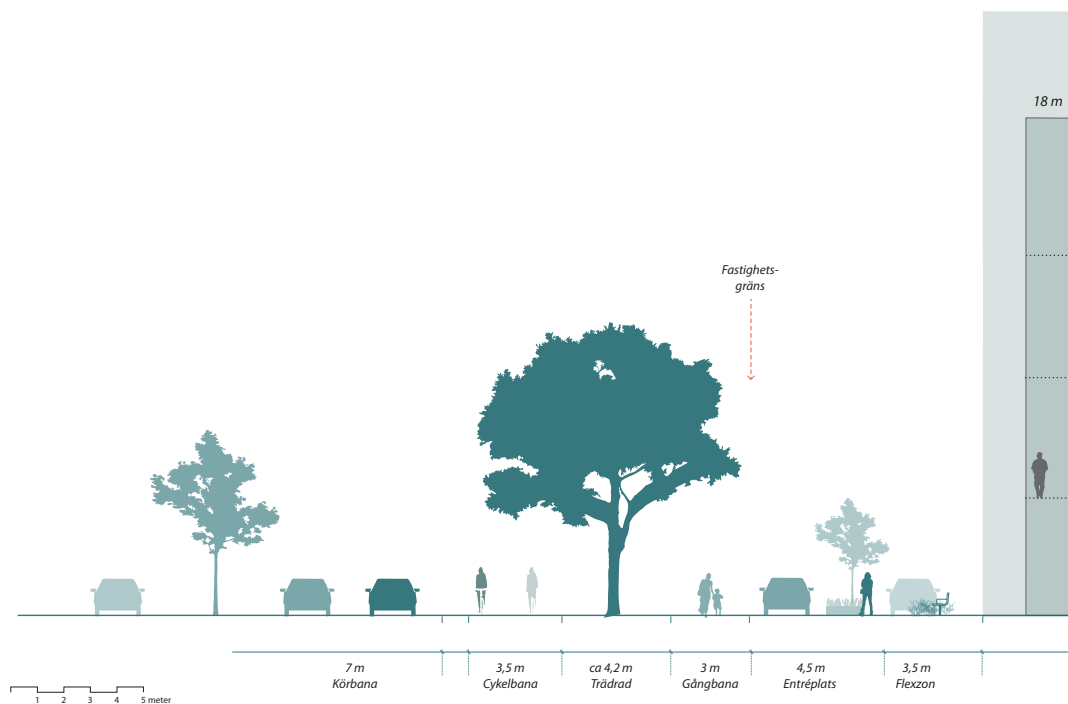 18 m
Fastighets-
gräns
7 m
Körbana
3,5 m
Cykelbana
ca 4,2 m
Trädrad
3 m
Gångbana
4,5 m
Entréplats
3,5 m
Flexzon
1 2 3 4 5 meter